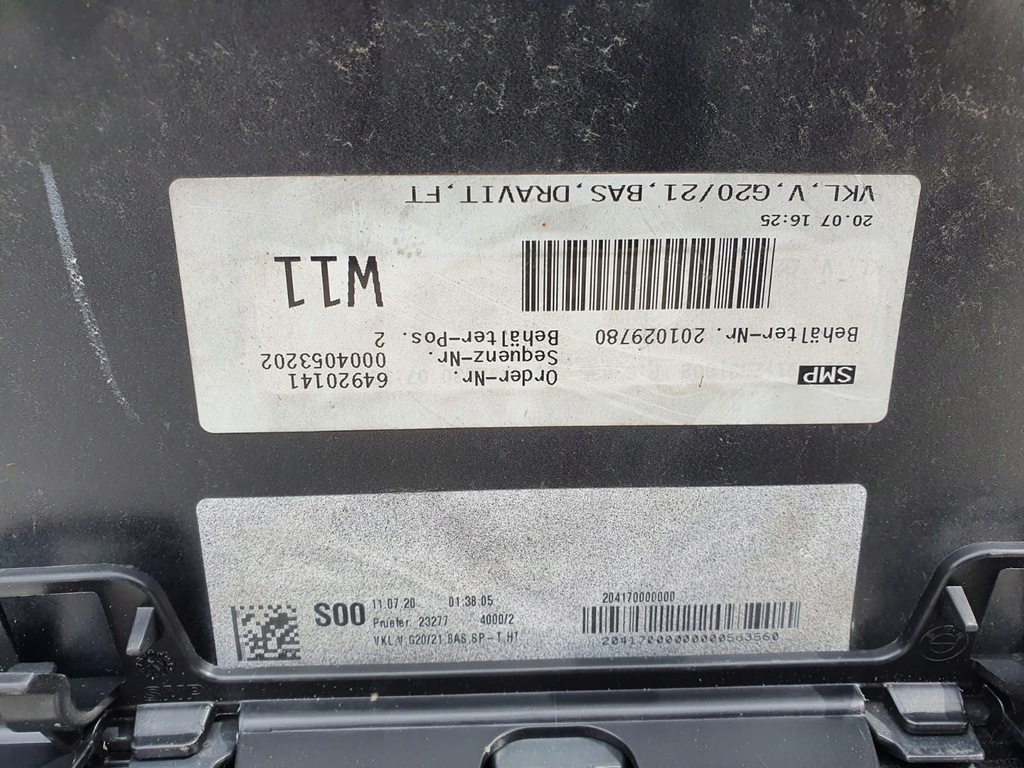 SMP
Order-Nr. 64920141
Sequenz-Nr. 0004053202
Behälter-Nr. 201029780 Behälter-Pos. 2
W11
20.07 16:25
VKL,V,G20/21,BAS,DRAVIT,FT
S00 11.07.20 01.38.05
Pruefer. 23277 4000/2
VKL,V,G20/21,BAS,SP-T,HT
204170000000
SMP